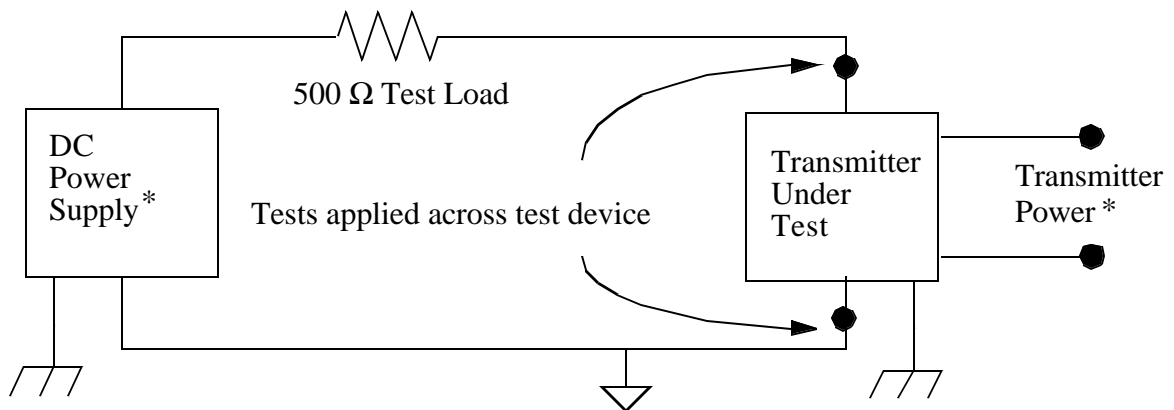 500 Ω Test Load
DC
Power
Supply*
Tests applied across test device
Transmitter
Under
Test
Transmitter
Power *